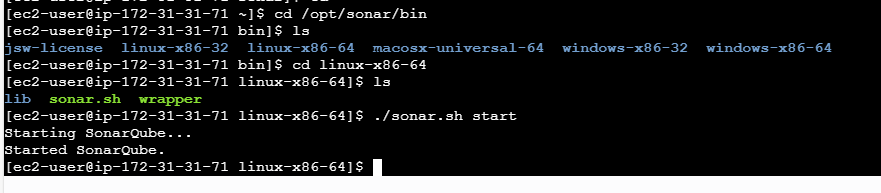 [ec2-user@ip-172-31-31-71 ~]$ cd /opt/sonar/bin
[ec2-user@ip-172-31-31-71 bin]$ ls
jsw-license linux-x86-32 linux-x86-64 macosx-universal-64 windows-x86-32 windows-x86-64
[ec2-user@ip-172-31-31-71 bin]$ cd linux-x86-64
[ec2-user@ip-172-31-31-71 linux-x86-64]$ ls
lib sonar.sh wrapper
[ec2-user@ip-172-31-31-71 linux-x86-64]$ ./sonar.sh start
Starting SonarQube...
Started SonarQube.
[ec2-user@ip-172-31-31-71 linux-x86-64]$